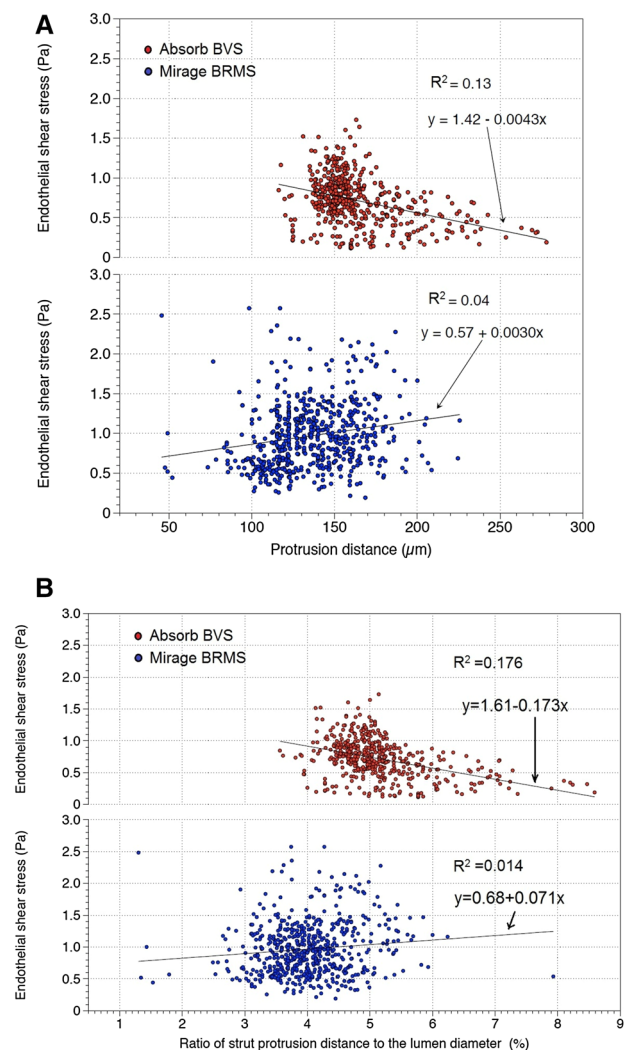 A
3.0
Absorb BVS
Mirage BRMS
2.5
2.0
1.5
1.0
0.5
0
Endothelial shear stress (Pa)
R² = 0.13
y = 1.42 - 0.0043x
3.0
2.5
2.0
1.5
1.0
0.5
0
Endothelial shear stress (Pa)
R² = 0.04
y = 0.57 + 0.0030x
50 100 150 200 250 300
Protrusion distance (µm)
B
3.0
Absorb BVS
Mirage BRMS
2.5
2.0
1.5
1.0
0.5
0
Endothelial shear stress (Pa)
R² =0.176
y=1.61-0.173x
3.0
2.5
2.0
1.5
1.0
0.5
0
Endothelial shear stress (Pa)
R² =0.014
y=0.68+0.071x
1 2 3 4 5 6 7 8 9
Ratio of strut protrusion distance to the lumen diameter (%)